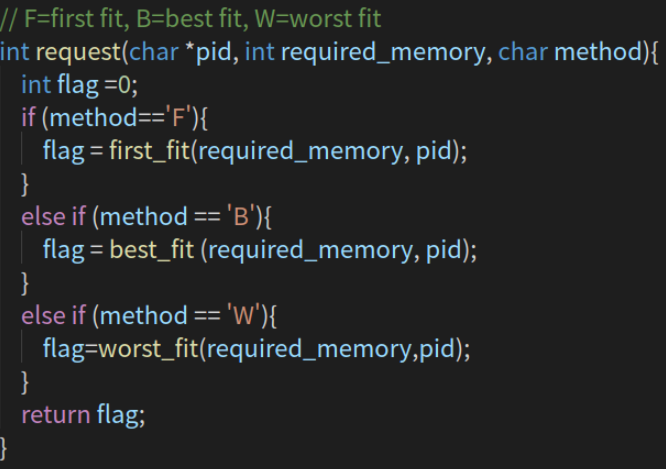 // F=first fit, B=best fit, W=worst fit
int request(char *pid, int required_memory, char method){
int flag =0;
if (method=='F'){
flag = first_fit(required_memory, pid);
}
else if (method == 'B'){
flag = best_fit (required_memory, pid);
}
else if (method == 'W'){
flag=worst_fit(required_memory,pid);
}
return flag;
}